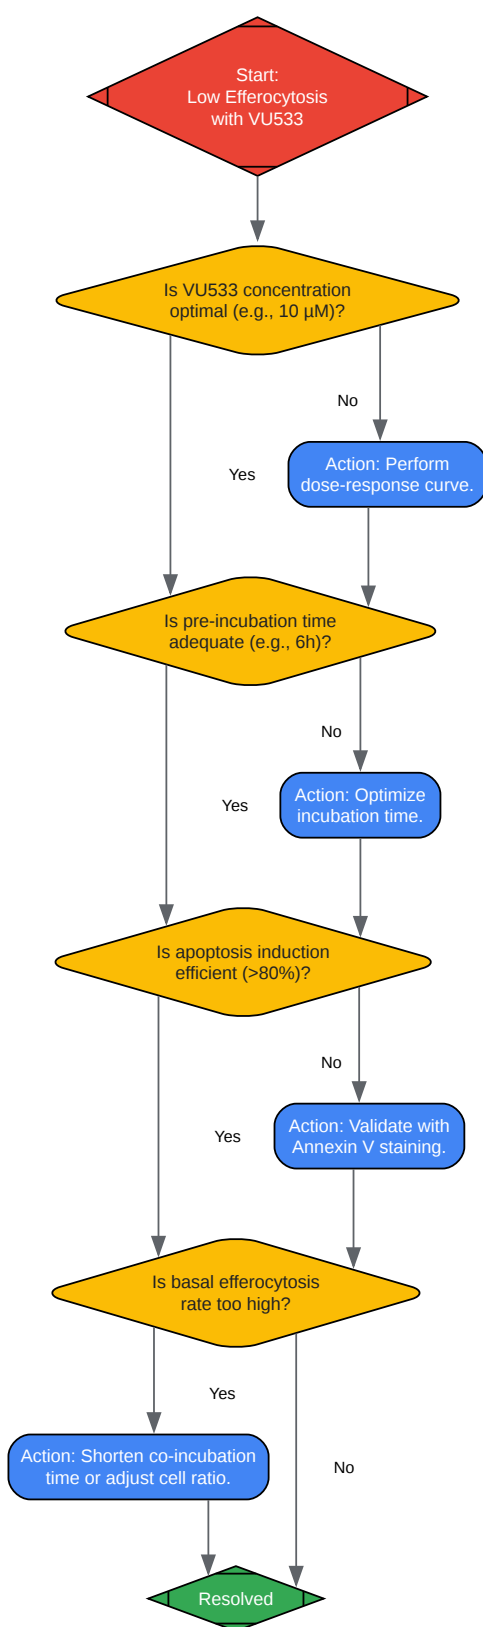 Start:
Low Efferocytosis
with VU533
Is VU533 concentration
optimal (e.g., 10 µM)?
No
Action: Perform
dose-response curve.
Yes
Is pre-incubation time
adequate (e.g., 6h)?
No
Action: Optimize
incubation time.
Yes
Is apoptosis induction
efficient (>80%)?
No
Action: Validate with
Annexin V staining.
Yes
Is basal efferocytosis
rate too high?
Yes
Action: Shorten co-incubation
time or adjust cell ratio.
No
Resolved